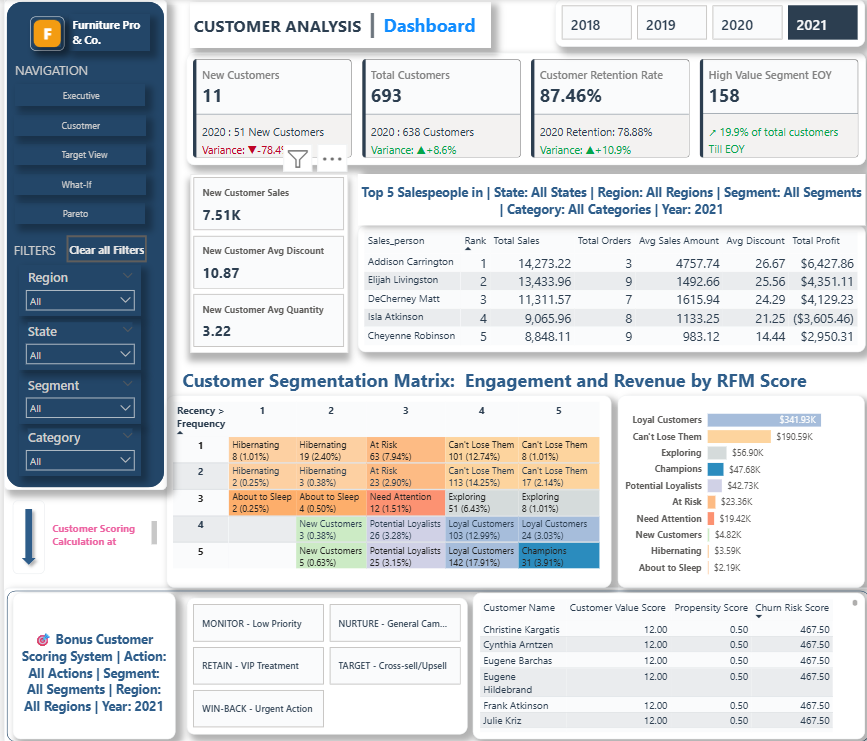 F
Furniture Pro
& Co.
NAVIGATION
Executive
Cusotmer
Target View
What-If
Pareto
FILTERS
Clear all Filters
Region
All
State
All
Segment
All
Category
All
Customer Scoring
Calculation at
CUSTOMER ANALYSIS | Dashboard
2018 2019 2020 2021
New Customers
11
2020 : 51 New Customers
Variance: ▼-78.4%
Total Customers
693
2020 : 638 Customers
Variance: ▲+8.6%
Customer Retention Rate
87.46%
2020 Retention: 78.88%
Variance: ▲+10.9%
High Value Segment EOY
158
↗ 19.9% of total customers
Till EOY
New Customer Sales
7.51K
New Customer Avg Discount
10.87
New Customer Avg Quantity
3.22
Top 5 Salespeople in | State: All States | Region: All Regions | Segment: All Segments
| Category: All Categories | Year: 2021
Sales_person Rank Total Sales Total Orders Avg Sales Amount Avg Discount Total Profit
Addison Carrington 1 14,273.22 3 4757.74 26.67 $6,427.86
Elijah Livingston 2 13,433.96 9 1492.66 25.56 $4,351.11
DeCherney Matt 3 11,311.57 7 1615.94 24.29 $4,129.23
Isla Atkinson 4 9,065.96 8 1133.25 21.25 ($3,605.46)
Cheyenne Robinson 5 8,848.11 9 983.12 14.44 $2,950.31
Customer Segmentation Matrix: Engagement and Revenue by RFM Score
Recency > 1 2 3 4 5
Frequency
1 Hibernating Hibernating At Risk Can't Lose Them Can't Lose Them
8 (1.01%) 19 (2.40%) 63 (7.94%) 101 (12.74%) 8 (1.01%)
2 Hibernating Hibernating At Risk Can't Lose Them Can't Lose Them
2 (0.25%) 3 (0.38%) 23 (2.90%) 113 (14.25%) 17 (2.14%)
3 About to Sleep About to Sleep Need Attention Exploring Exploring
2 (0.25%) 4 (0.50%) 12 (1.51%) 51 (6.43%) 8 (1.01%)
4 New Customers Potential Loyalists Loyal Customers Loyal Customers
3 (0.38%) 26 (3.28%) 103 (12.99%) 24 (3.03%)
5 New Customers Potential Loyalists Loyal Customers Champions
5 (0.63%) 25 (3.15%) 142 (17.91%) 31 (3.91%)
Loyal Customers $341.93K
Can't Lose Them $190.59K
Exploring $56.90K
Champions $47.68K
Potential Loyalists $42.73K
At Risk $23.36K
Need Attention $19.42K
New Customers $4.82K
Hibernating $3.59K
About to Sleep $2.19K
🎯 Bonus Customer
Scoring System | Action:
All Actions | Segment:
All Segments | Region:
All Regions | Year: 2021
MONITOR - Low Priority
NURTURE - General Cam...
RETAIN - VIP Treatment
TARGET - Cross-sell/Upsell
WIN-BACK - Urgent Action
Customer Name Customer Value Score Propensity Score Churn Risk Score
Christine Kargatis 12.00 0.50 467.50
Cynthia Arntzen 12.00 0.50 467.50
Eugene Barchas 12.00 0.50 467.50
Eugene 12.00 0.50 467.50
Hildebrand
Frank Atkinson 12.00 0.50 467.50
Julie Kriz 12.00 0.50 467.50